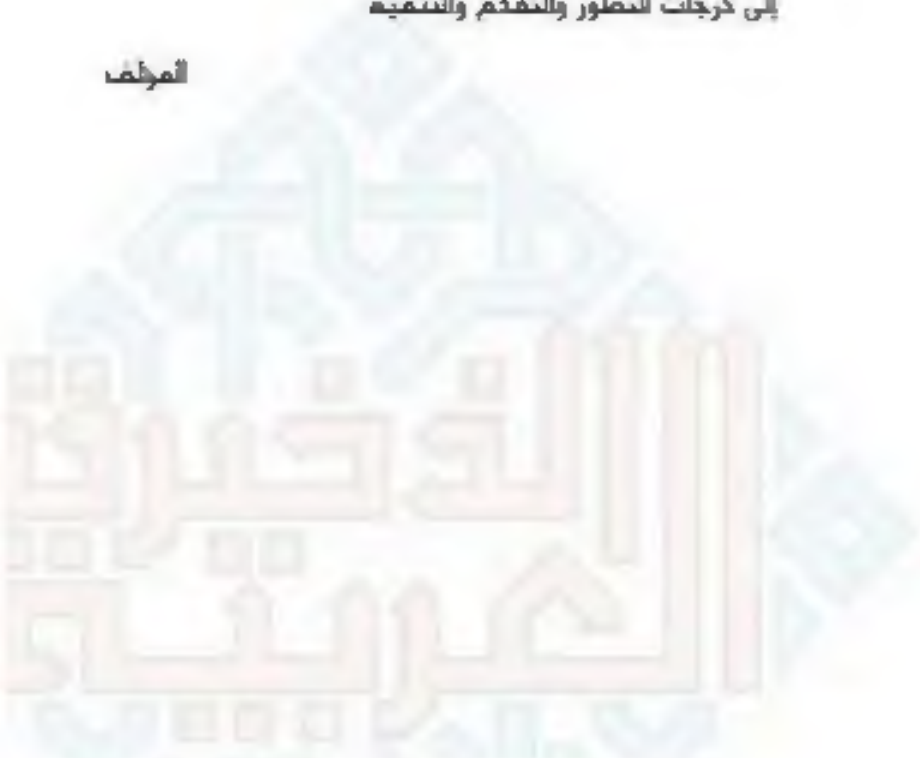 إلى درجات التطور والتقدم والتنمية
المؤلف
الذخيرة
العربية